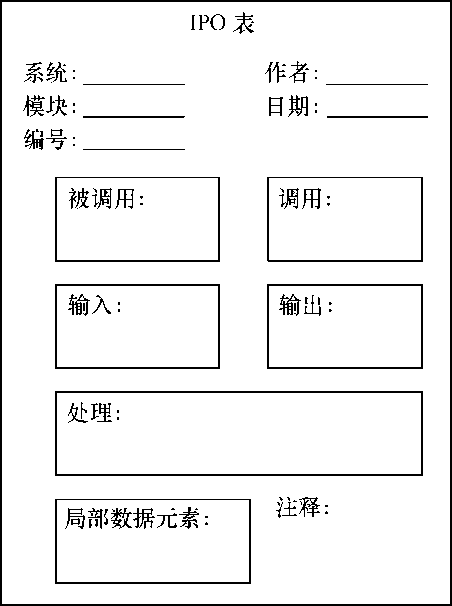 IPO 表
系统: 作者:
模块: 日期:
编号:
被调用: 调用:
输入: 输出:
处理:
局部数据元素: 注释: